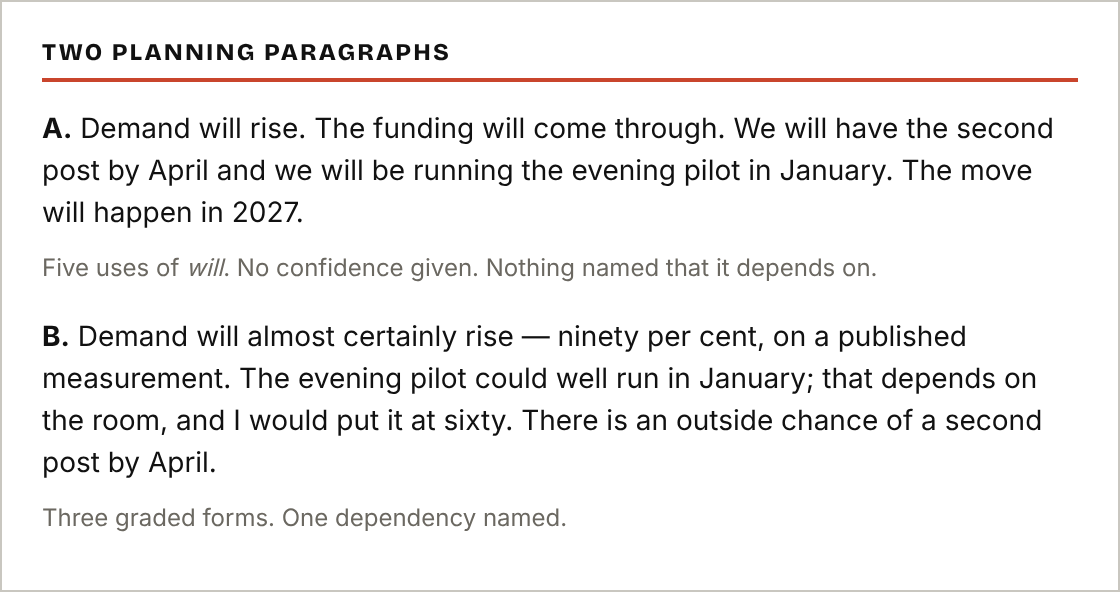 TWO PLANNING PARAGRAPHS
A. Demand will rise. The funding will come through. We will have the second
post by April and we will be running the evening pilot in January. The move
will happen in 2027.
Five uses of will. No confidence given. Nothing named that it depends on.
B. Demand will almost certainly rise — ninety per cent, on a published
measurement. The evening pilot could well run in January; that depends on
the room, and I would put it at sixty. There is an outside chance of a second
post by April.
Three graded forms. One dependency named.